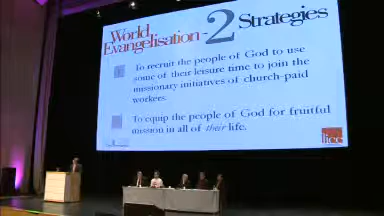 World
Evangelisation - 2 Strategies
To recruit the people of God to use
some of their leisure time to join the
missionary initiatives of church-paid
workers.
To equip the people of God for fruitful
mission in all of their life.
licc